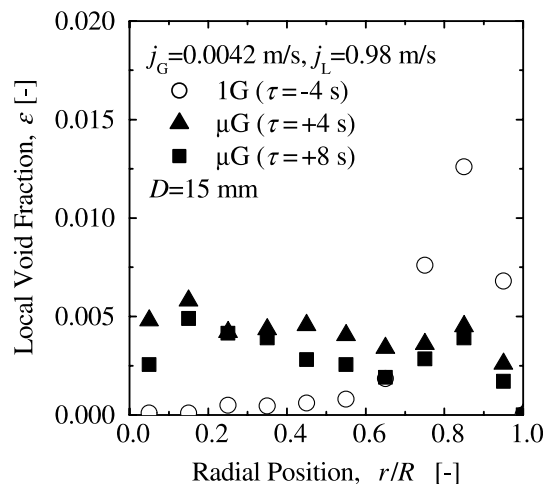 j_G=0.0042 m/s, j_L=0.98 m/s
1G (τ=-4 s)
μG (τ=+4 s)
μG (τ=+8 s)
D=15 mm
Local Void Fraction, ε [-]
0.020
0.015
0.010
0.005
0.000
0.0 0.2 0.4 0.6 0.8 1.0
Radial Position, r/R [-]